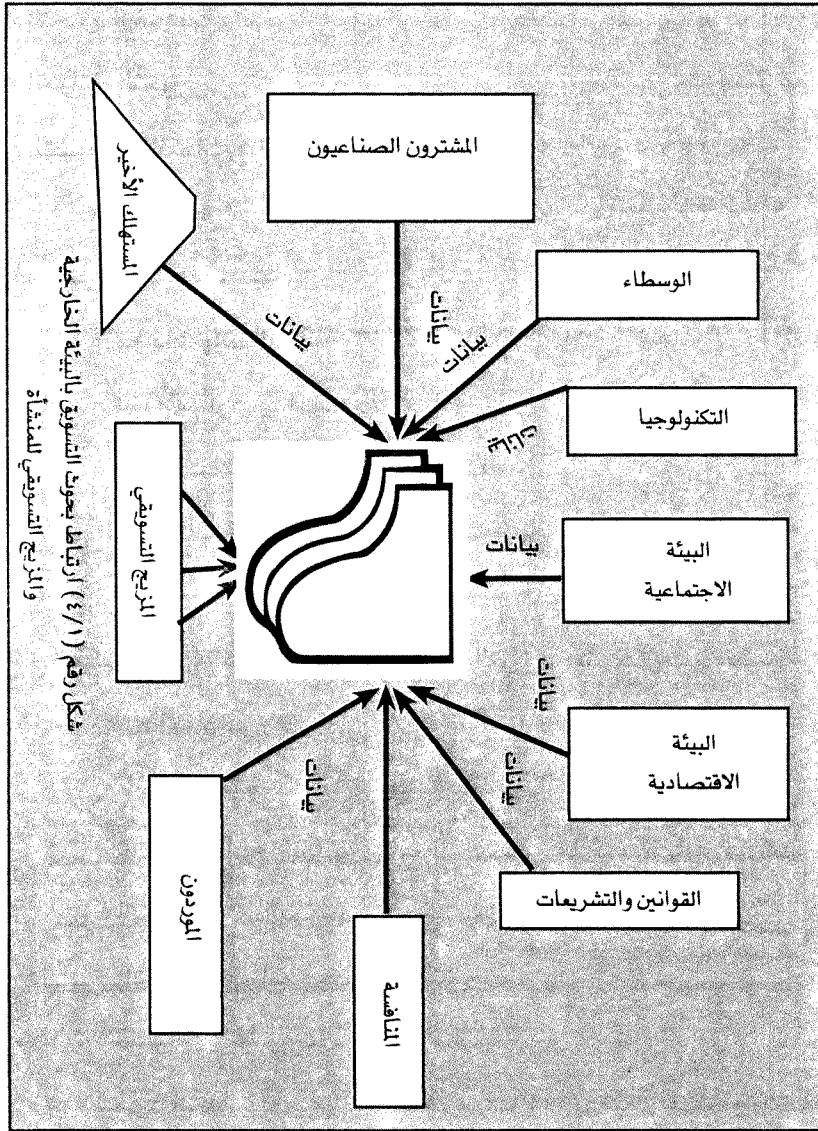 المشترون الصناعيون
المستهلك الأخير
الوسطاء
التكنولوجيا
البيئة
الاجتماعية
البيئة
الاقتصادية
القوانين والتشريعات
المنافسة
الموردون
المزيج التسويقي
بيانات
بيانات
بيانات
بيانات
بيانات
بيانات
بيانات
بيانات
شكل رقم (٤/١) ارتباط بحوث التسويق بالبيئة الخارجية
والمزيج التسويقي للمنشأة